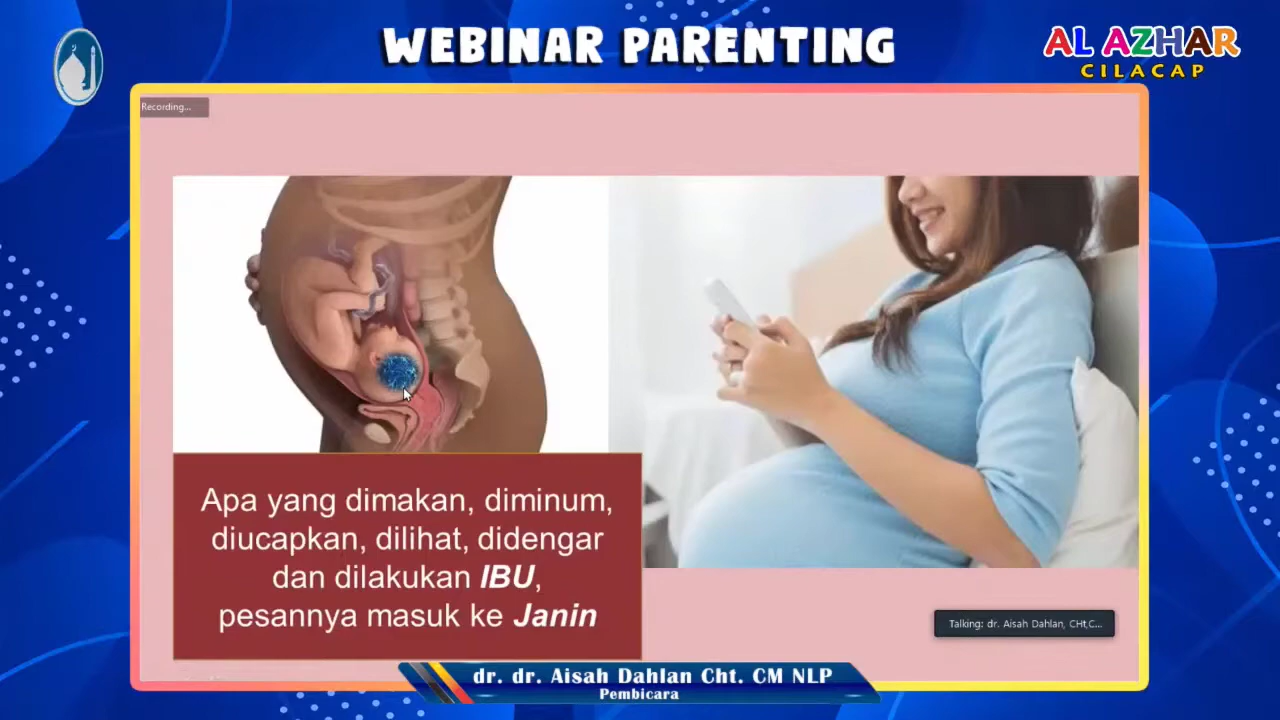 WEBINAR PARENTING
AL AZHAR
CILACAP
Recording...
Apa yang dimakan, diminum,
diucapkan, dilihat, didengar
dan dilakukan IBU,
pesannya masuk ke Janin
Talking: dr. Aisah Dahlan, CHt,C...
dr. dr. Aisah Dahlan Cht. CM NLP
Pembicara